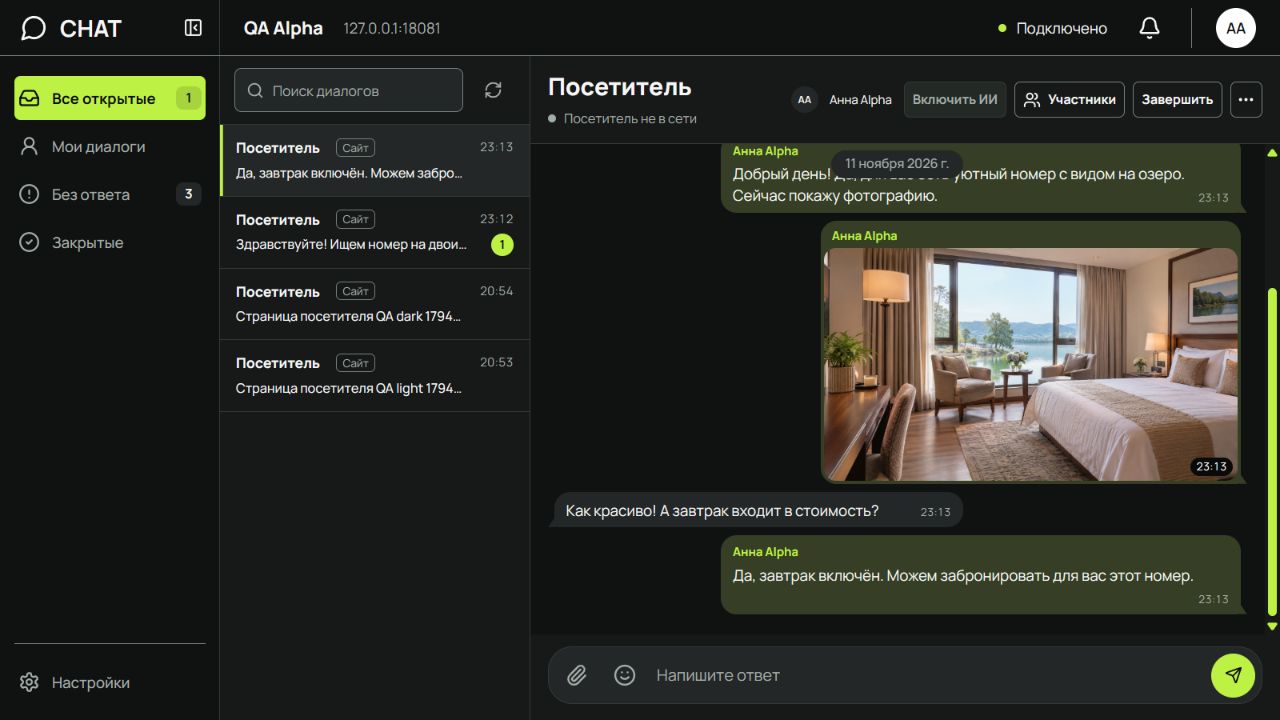 CHAT
QA Alpha
127.0.0.1:18081
Подключено
AA
Все открытые
1
Мои диалоги
Без ответа
3
Закрытые
Настройки
Поиск диалогов
Посетитель Сайт 23:13
Да, завтрак включён. Можем забро...
Посетитель Сайт 23:12
Здравствуйте! Ищем номер на двои...
1
Посетитель Сайт 20:54
Страница посетителя QA dark 1794...
Посетитель Сайт 20:53
Страница посетителя QA light 1794...
Посетитель
Посетитель не в сети
AA
Анна Alpha
Включить ИИ
Участники
Завершить
Анна Alpha
11 ноября 2026 г.
Добрый день! уютный номер с видом на озеро.
Сейчас покажу фотографию.
23:13
Анна Alpha
23:13
Как красиво! А завтрак входит в стоимость?
23:13
Анна Alpha
Да, завтрак включён. Можем забронировать для вас этот номер.
23:13
Напишите ответ